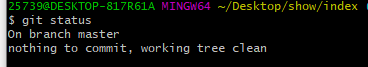 25739@DESKTOP-817R61A MINGW64 ~/Desktop/show/index
$ git status
On branch master
nothing to commit, working tree clean